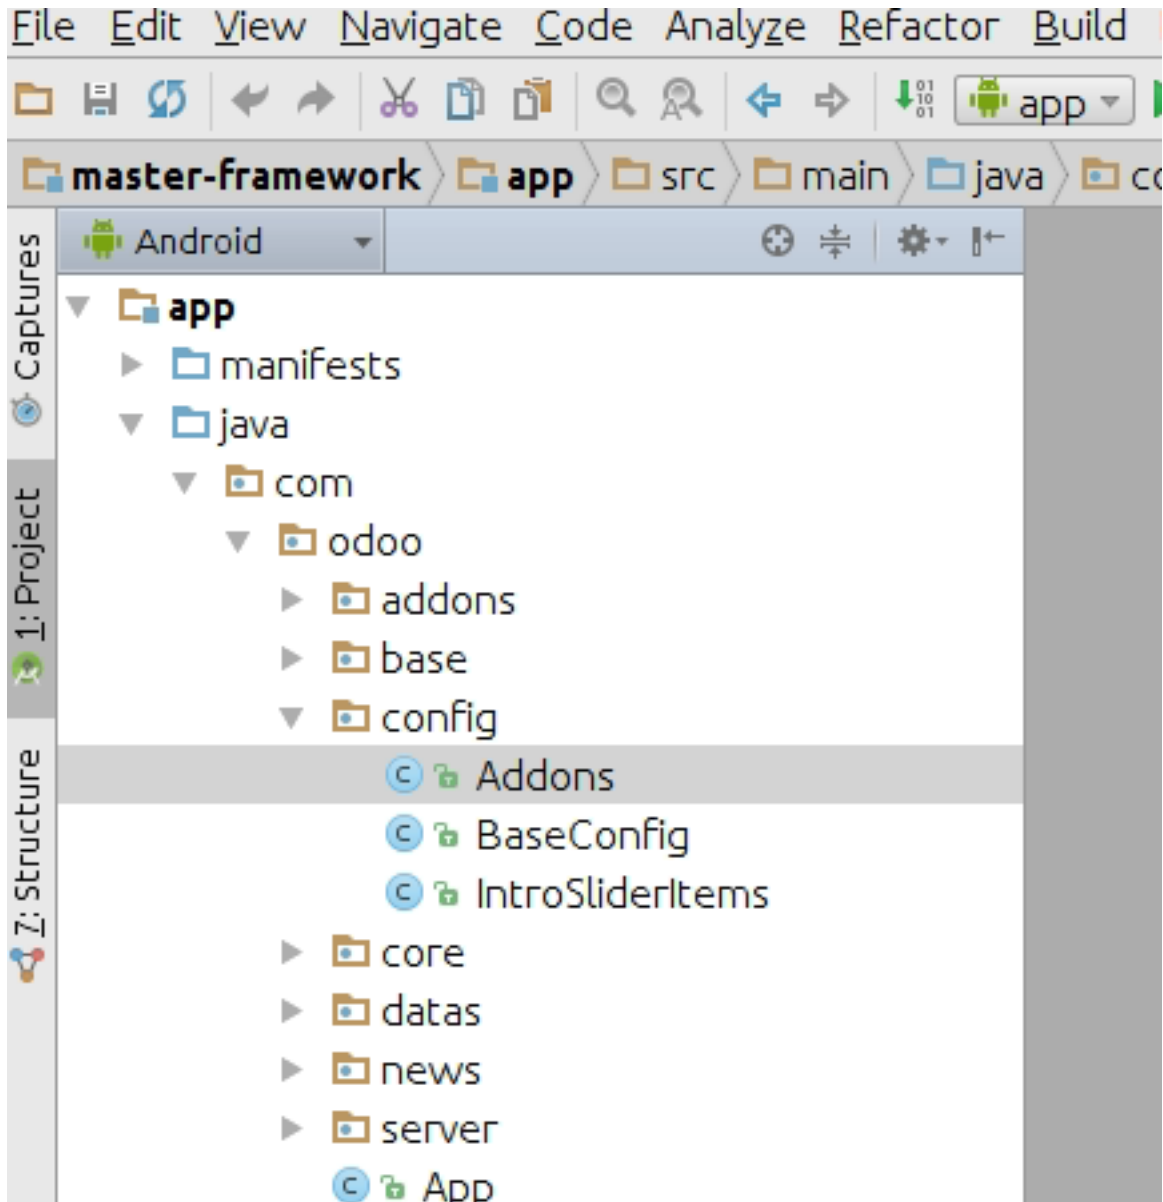 File Edit View Navigate Code Analyze Refactor Build
app
master-framework app src main java
Android
Captures
1: Project
7: Structure
app
manifests
java
com
odoo
addons
base
config
Addons
BaseConfig
IntroSliderItems
core
datas
news
server
App